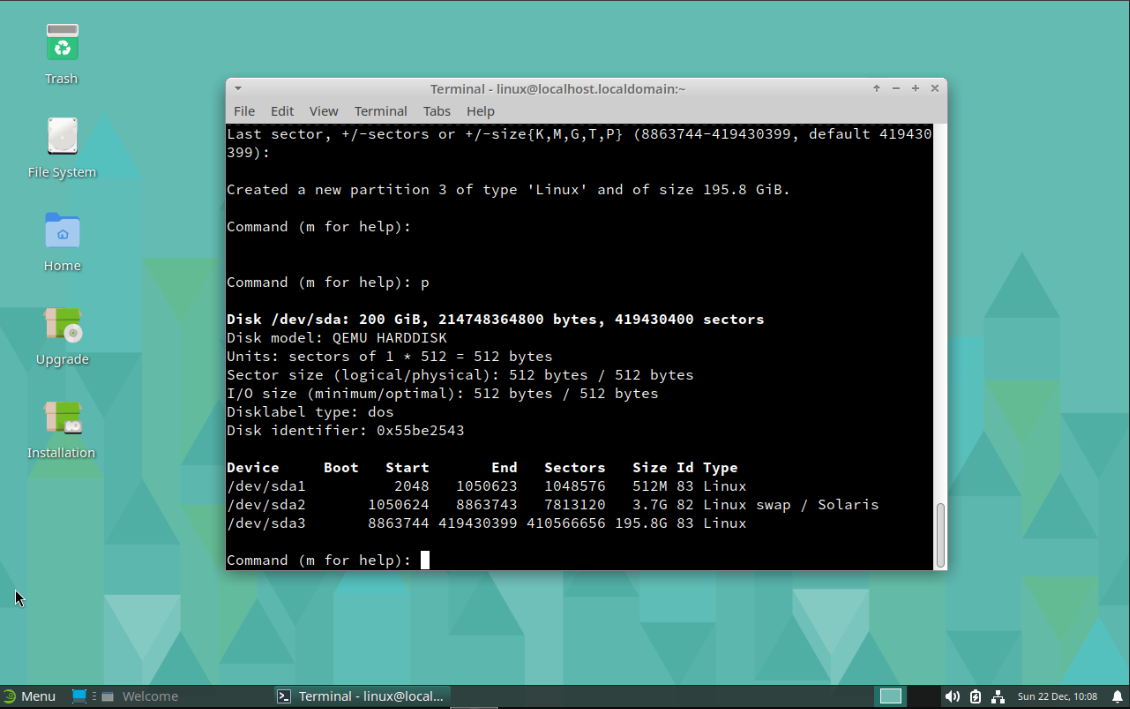 Trash
File System
Home
Upgrade
Installation
Terminal - linux@localhost.localdomain:~
File Edit View Terminal Tabs Help
Last sector, +/-sectors or +/-size{K,M,G,T,P} (8863744-419430399, default 419430
399):
Created a new partition 3 of type 'Linux' and of size 195.8 GiB.
Command (m for help):
Command (m for help): p
Disk /dev/sda: 200 GiB, 214748364800 bytes, 419430400 sectors
Disk model: QEMU HARDDISK
Units: sectors of 1 * 512 = 512 bytes
Sector size (logical/physical): 512 bytes / 512 bytes
I/O size (minimum/optimal): 512 bytes / 512 bytes
Disklabel type: dos
Disk identifier: 0x55be2543
Device Boot Start End Sectors Size Id Type
/dev/sda1 2048 1050623 1048576 512M 83 Linux
/dev/sda2 1050624 8863743 7813120 3.7G 82 Linux swap / Solaris
/dev/sda3 8863744 419430399 410566656 195.8G 83 Linux
Command (m for help):
Menu Welcome Terminal - linux@local... Sun 22 Dec, 10:08